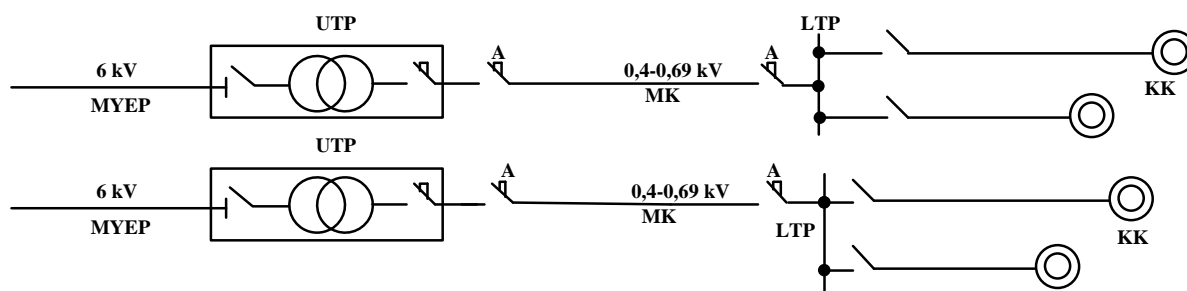 UTP
LTP
6 kV
A
0,4-0,69 kV
A
MYEP
MK
KK
UTP
6 kV
A
0,4-0,69 kV
A
MYEP
MK
LTP
KK